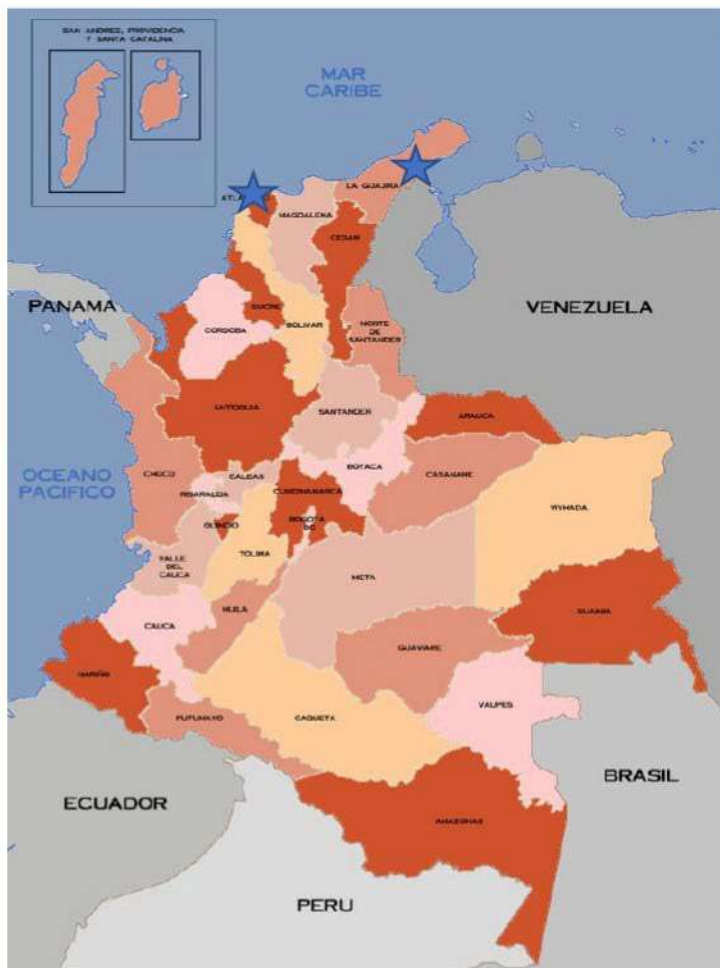 SAN ANDRES, PROVIDENCIA
Y SANTA CATALINA
MAR
CARIBE
ATLA
LA GUAJIRA
MAGDALENA
CESAR
PANAMA
VENEZUELA
SUCRE
CORDOBA
BOLIVAR
NORTE
DE
SANTANDER
ANTIOQUIA
SANTANDER
ARAUCA
OCEANO
PACIFICO
CHOCO
CALDAS
BOYACA
CASANARE
RISARALDA
CUNDINAMARCA
VICHADA
QUINDIO
BOGOTA
DC
TOLIMA
VALLE
DEL
CAUCA
META
HUILA
GUAINIA
CAUCA
GUAVIARE
NARIÑO
VAUPES
PUTUMAYO
CAQUETA
BRASIL
ECUADOR
AMAZONAS
PERU